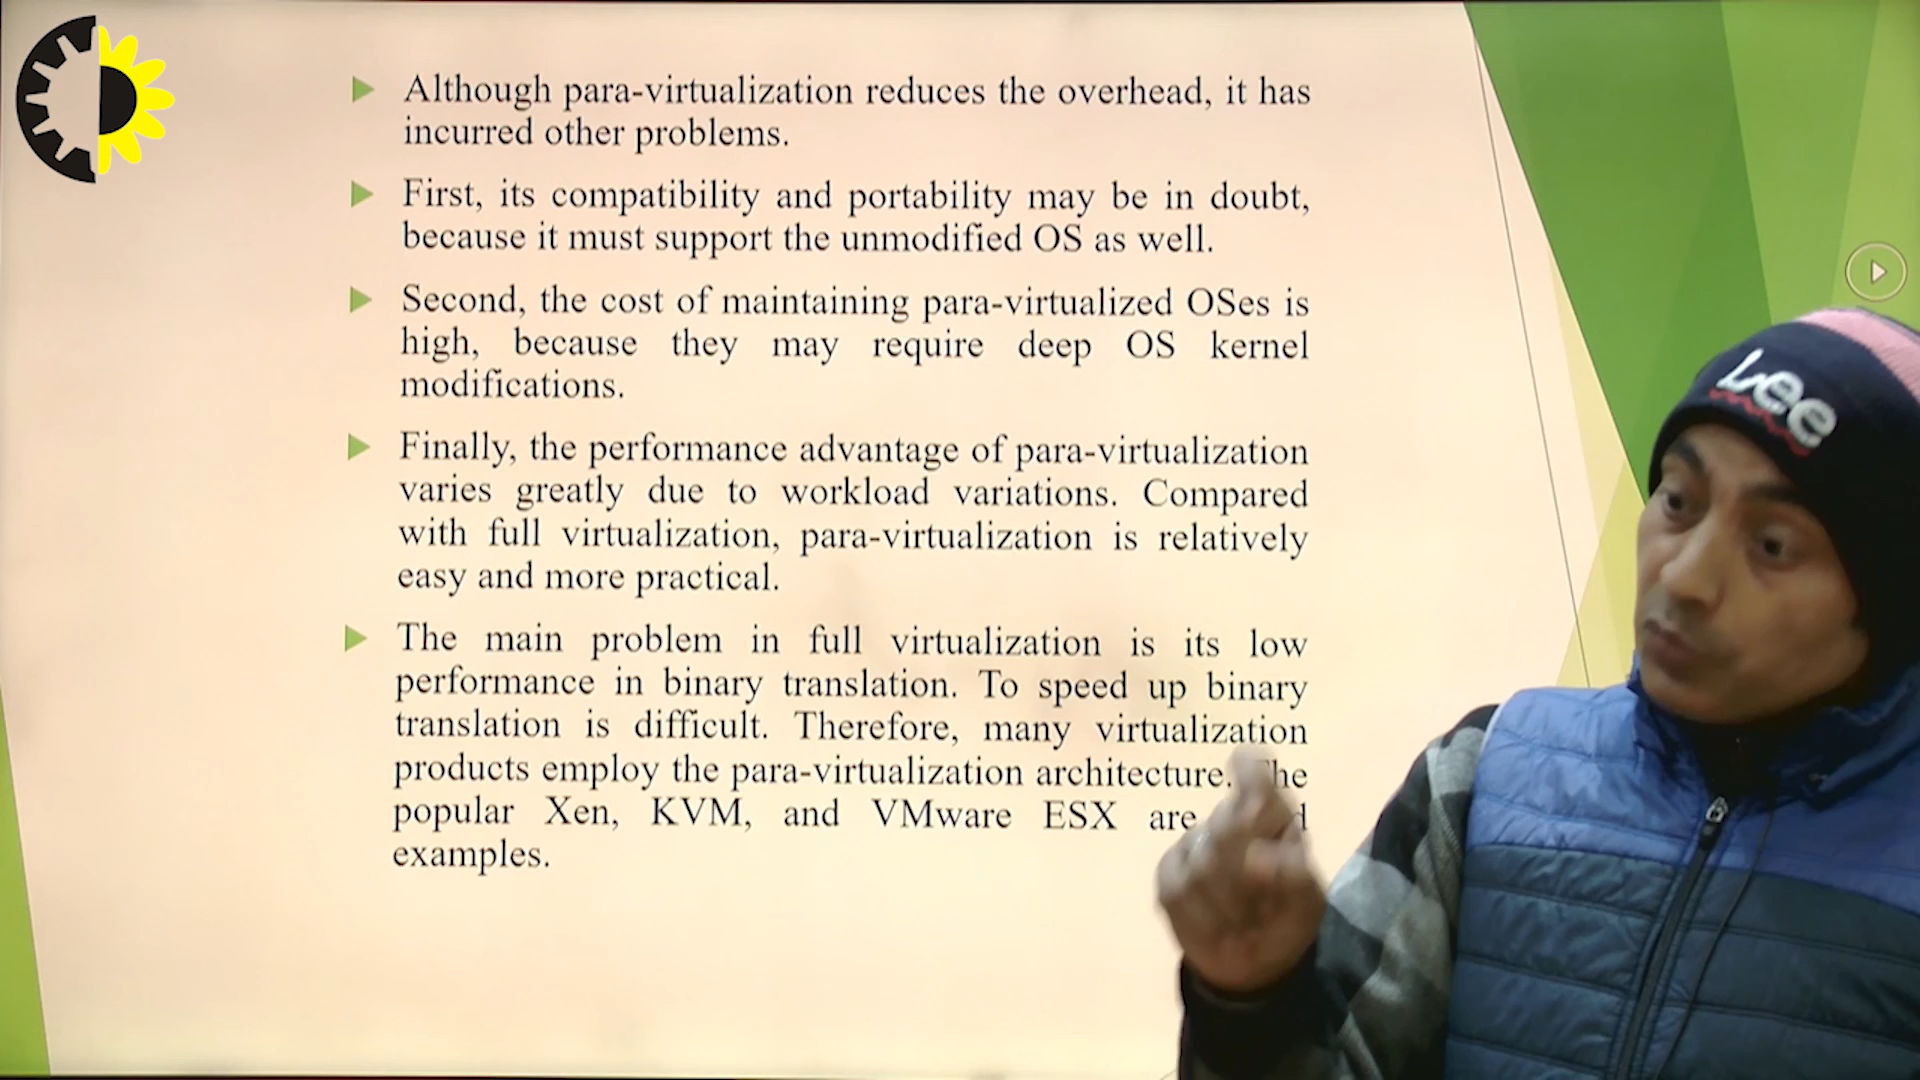 Although para-virtualization reduces the overhead, it has
incurred other problems.
First, its compatibility and portability may be in doubt,
because it must support the unmodified OS as well.
Second, the cost of maintaining para-virtualized OSes is
high, because they may require deep OS kernel
modifications.
Finally, the performance advantage of para-virtualization
varies greatly due to workload variations. Compared
with full virtualization, para-virtualization is relatively
easy and more practical.
The main problem in full virtualization is its low
performance in binary translation. To speed up binary
translation is difficult. Therefore, many virtualization
products employ the para-virtualization architecture.
popular Xen, KVM, and VMware ESX are
examples.
Lee